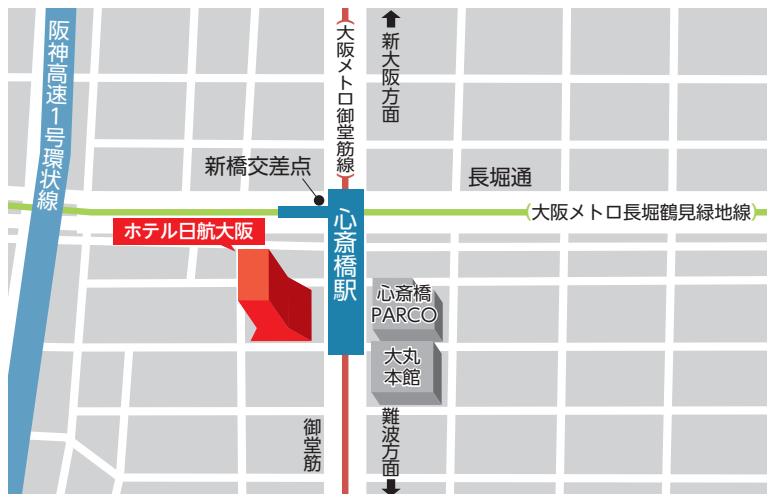 阪神高速1号環状線
(大阪メトロ御堂筋線)
新大阪方面
新橋交差点
長堀通
(大阪メトロ長堀鶴見緑地線)
ホテル日航大阪
心斎橋駅
心斎橋
PARCO
大丸
本館
御堂筋
難波方面